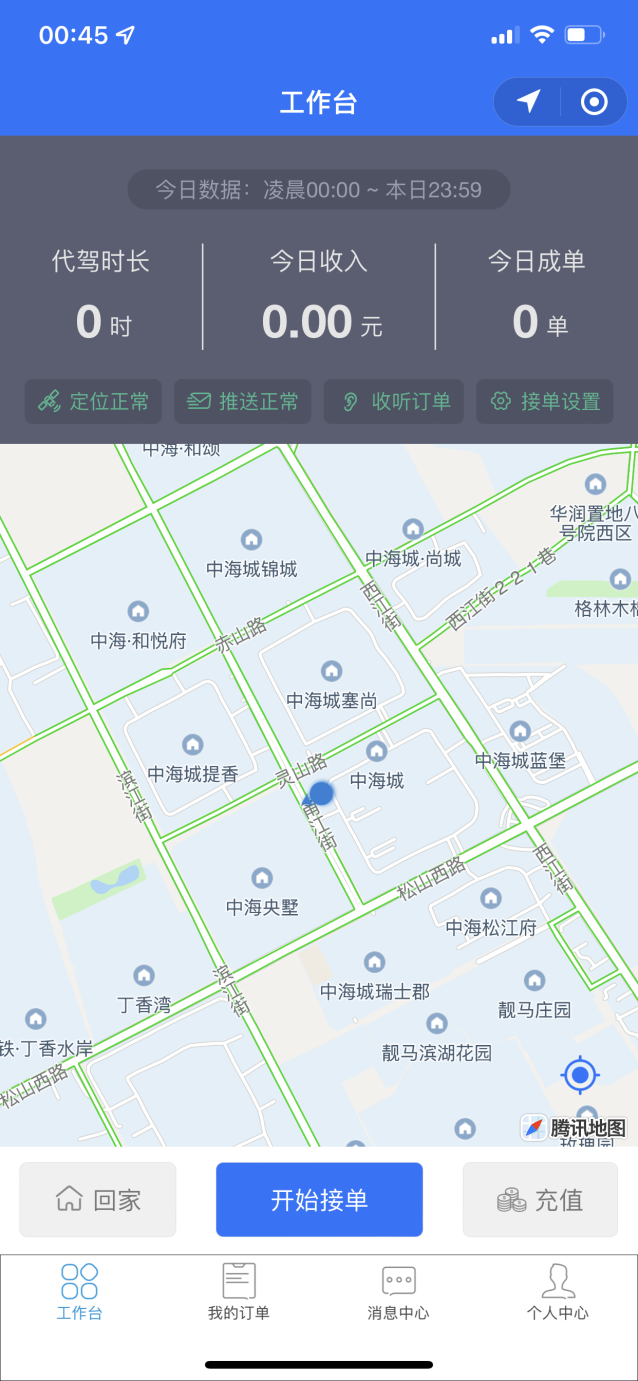 00:45
工作台
今日数据：凌晨00:00 ~ 本日23:59
代驾时长
今日收入
今日成单
0 时
0.00 元
0 单
定位正常
推送正常
收听订单
接单设置
中海·和颂
华润置地八
号院西区
中海城·尚城
中海城锦城
西江街221巷
西江街
格林木棉
中海·和悦府
赤山路
中海城塞尚
中海城蓝堡
灵山路
中海城提香
中海城
滨江街
甫江街
西江街
松山西路
中海央墅
中海松江府
滨江街
中海城瑞士郡
丁香湾
靓马庄园
铁·丁香水岸
靓马滨湖花园
松山西路
腾讯地图
玫瑰园
回家
开始接单
充值
工作台
我的订单
消息中心
个人中心